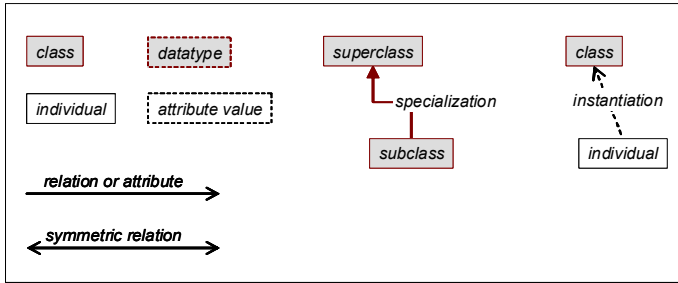 class
datatype
superclass
class
individual
attribute value
specialization
instantiation
subclass
individual
relation or attribute
symmetric relation